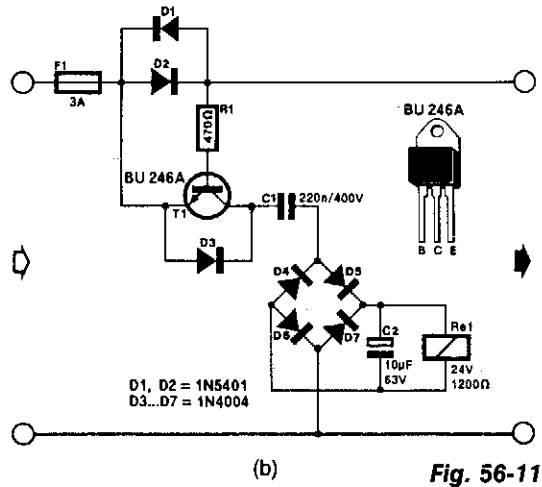 D1
F1
D2
3A
R1
470Ω
BU 246A
BU 246A
C1
220n/400V
T1
D3
B C E
D4
D5
D6
D7
C2
10µF
63V
Re1
24V
1200Ω
D1, D2 = 1N5401
D3...D7 = 1N4004
(b)
Fig. 56-11